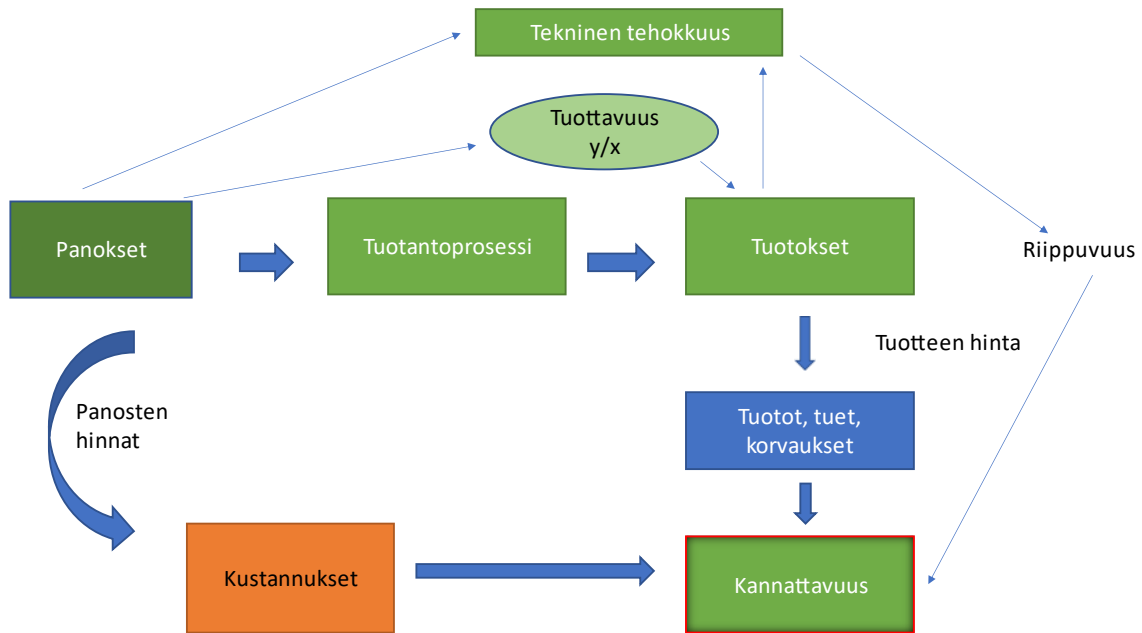 Tekninen tehokkuus
Tuottavuus
y/x
Panokset
Tuotantoprosessi
Tuotokset
Riippuvuus
Tuotteen hinta
Panosten
hinnat
Tuotot, tuet,
korvaukset
Kustannukset
Kannattavuus